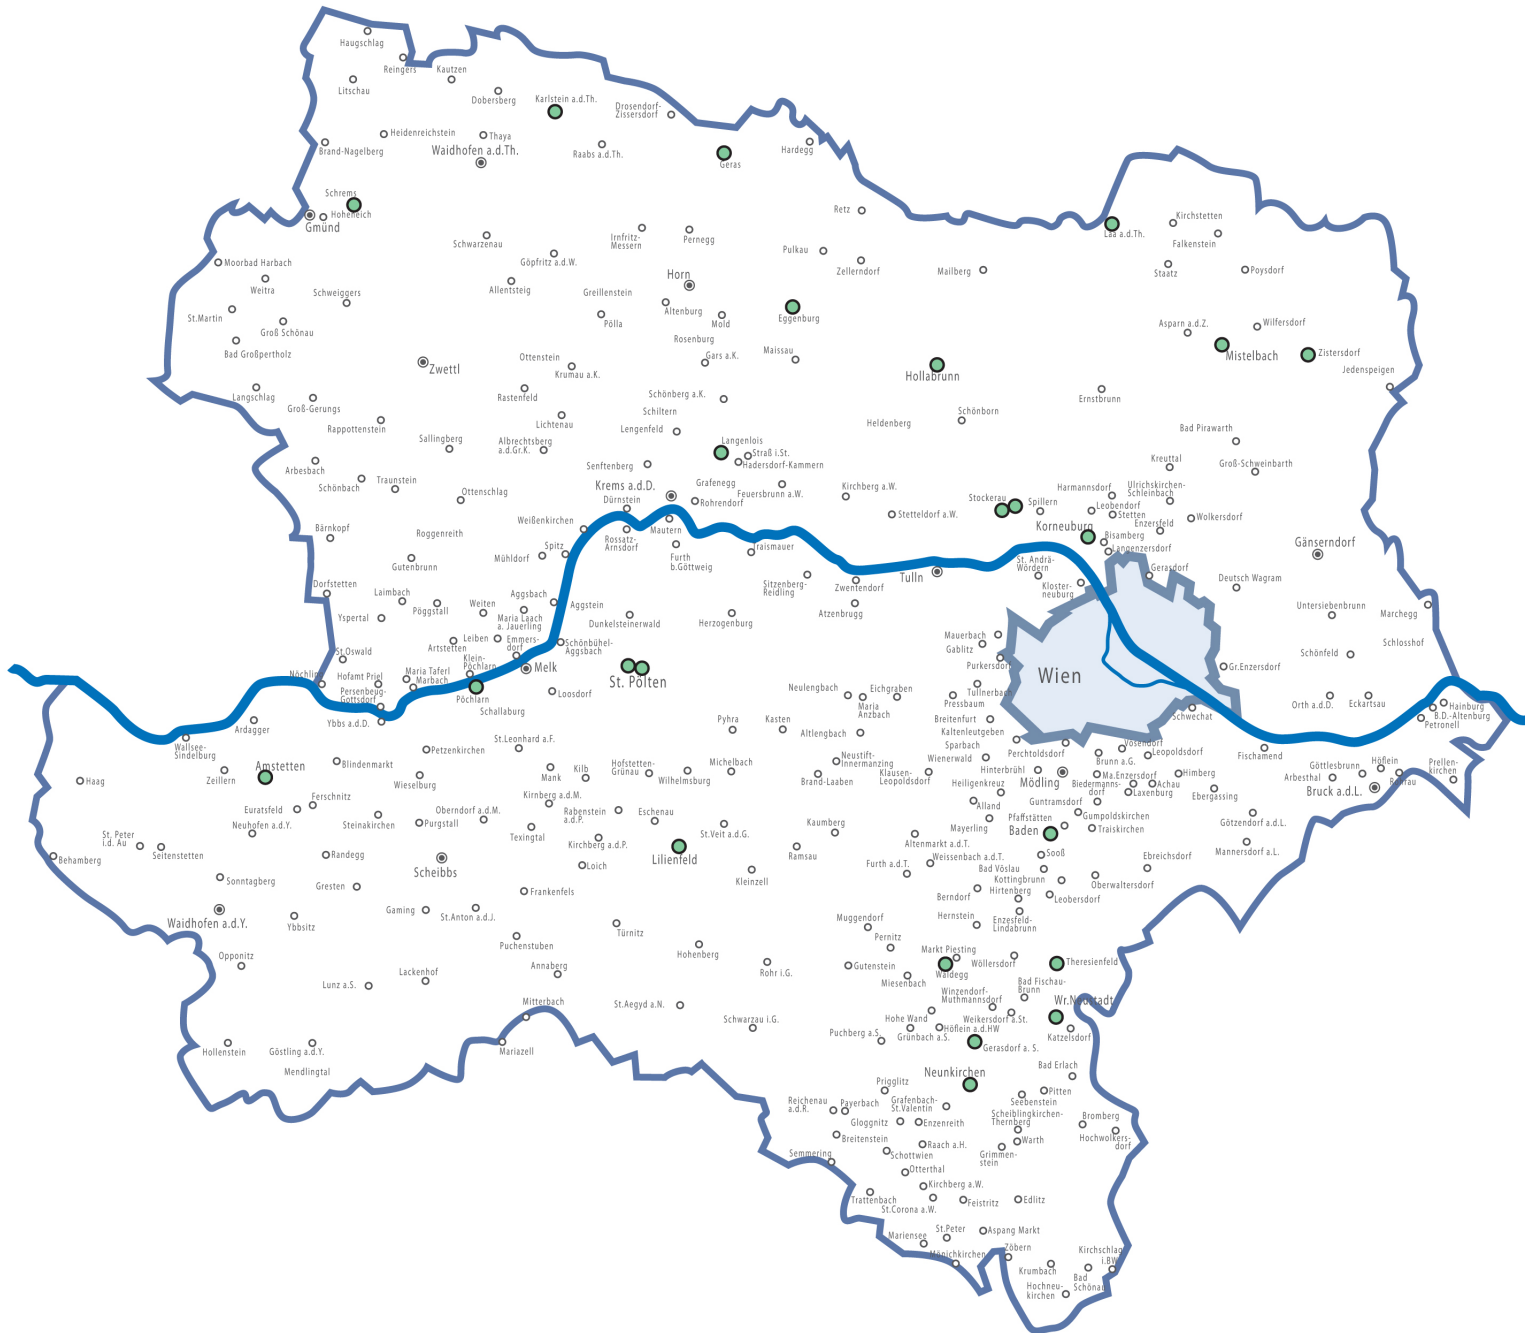 Haugschlag
Reingers
Kautzen
Litschau
Dobersberg
Karlstein a.d.Th.
Drosendorf-
Zissersdorf
Heidenreichstein
Thaya
Brand-Nagelberg
Waidhofen a.d.Th.
Raabs a.d.Th.
Geras
Hardegg
Schrems
Hoheneich
Gmünd
Retz
Kirchstetten
Laa a.d.Th.
Falkenstein
Schwarzenau
Irnfritz-
Messern
Pernegg
Pulkau
Göpfritz a.d.W.
Zellerndorf
Mailberg
Staatz
Poysdorf
Moorbad Harbach
Weitra
Horn
Allentsteig
Greillenstein
Schweiggers
Altenburg
St.Martin
Pölla
Mold
Eggenburg
Groß Schönau
Asparn a.d.Z.
Wilfersdorf
Bad Großpertholz
Rosenburg
Maissau
Mistelbach
Zistersdorf
Ottenstein
Gars a.K.
Zwettl
Krumau a.K.
Hollabrunn
Jedenspeigen
Langschlag
Rastenfeld
Schönberg a.K.
Ernstbrunn
Groß-Gerungs
Schiltern
Schönborn
Rappottenstein
Lichtenau
Heldenberg
Lengenfeld
Bad Pirawarth
Sallingberg
Albrechtsberg
a.d.Gr.K.
Langenlois
Straß i.St.
Kreuttal
Arbesbach
Senftenberg
Hadersdorf-Kammern
Groß-Schweinbarth
Schönbach
Traunstein
Krems a.d.D.
Grafenegg
Feuersbrunn a.W.
Kirchberg a.W.
Harmannsdorf
Ulrichskirchen-
Schleinbach
Ottenschlag
Dürnstein
Rohrendorf
Stockerau
Spillern
Leobendorf
Stetteldorf a.W.
Stetten
Wolkersdorf
Bärnkopf
Roggenreith
Weißenkirchen
Mautern
Korneuburg
Enzersfeld
Bisamberg
Rossatz-
Arnsdorf
Furth
b.Göttweig
Traismauer
Langenzersdorf
Gänserndorf
Mühldorf
Spitz
Gutenbrunn
St. Andrä-
Wördern
Gerasdorf
Tulln
Dorfstetten
Sitzenberg-
Reidling
Zwentendorf
Kloster-
neuburg
Deutsch Wagram
Laimbach
Aggsbach
Aggstein
Pöggstall
Weiten
Maria Laach
a. Jauerling
Atzenbrugg
Untersiebenbrunn
Marchegg
Yspertal
Dunkelsteinerwald
Herzogenburg
Leiben
Emmers-
dorf
Schönbühel-
Aggsbach
Mauerbach
Schlosshof
Artstetten
Gablitz
Schönfeld
St.Oswald
Klein-
Pöchlarn
Melk
Purkersdorf
Gr.Enzersdorf
Nöchling
Hofamt Priel
Maria Taferl
Marbach
St. Pölten
Wien
Persenbeug-
Gottsdorf
Pöchlarn
Loosdorf
Neulengbach
Eichgraben
Tullnerbach
Pressbaum
Orth a.d.D.
Eckartsau
Hainburg
Schallaburg
Maria
Anzbach
B.D.-Altenburg
Schwechat
Petronell
Ybbs a.d.D.
Ardagger
Pyhra
Kasten
Altlengbach
Breitenfurt
Kaltenleutgeben
Wallsee-
Sindelburg
Petzenkirchen
St.Leonhard a.F.
Sparbach
Perchtoldsdorf
Vösendorf
Leopoldsdorf
Fischamend
Amstetten
Blindenmarkt
Hofstetten-
Grünau
Michelbach
Neustift-
Innermanzing
Wienerwald
Brunn a.G.
Göttlesbrunn
Höflein
Prellen-
kirchen
Haag
Zeillern
Wieselburg
Mank
Kilb
Wilhelmsburg
Brand-Laaben
Klausen-
Leopoldsdorf
Hinterbrühl
Mödling
Ma.Enzersdorf
Achau
Himberg
Arbesthal
Rohrau
Heiligenkreuz
Biedermanns-
dorf
Laxenburg
Ebergassing
Bruck a.d.L.
Ferschnitz
Euratsfeld
Kirnberg a.d.M.
Oberndorf a.d.M.
Rabenstein
a.d.P.
Eschenau
Alland
Guntramsdorf
Pfaffstätten
Gumpoldskirchen
Neuhofen a.d.Y.
Steinakirchen
Purgstall
Texingtal
St.Veit a.d.G.
Kaumberg
Mayerling
Baden
Traiskirchen
Götzendorf a.d.L.
St. Peter
i.d. Au
Seitenstetten
Kirchberg a.d.P.
Altenmarkt a.d.T.
Mannersdorf a.L.
Behamberg
Randegg
Lilienfeld
Ramsau
Weissenbach a.d.T.
Sooß
Ebreichsdorf
Scheibbs
Loich
Furth a.d.T.
Bad Vöslau
Kleinzell
Kottingbrunn
Sonntagberg
Gresten
Frankenfels
Berndorf
Hirtenberg
Oberwaltersdorf
Leobersdorf
Waidhofen a.d.Y.
Ybbsitz
Gaming
St.Anton a.d.J.
Türnitz
Muggendorf
Hernstein
Enzesfeld-
Lindabrunn
Puchenstuben
Hohenberg
Pernitz
Markt Piesting
Opponitz
Annaberg
Rohr i.G.
Gutenstein
Waldegg
Wöllersdorf
Theresienfeld
Lackenhof
Miesenbach
Bad Fischau-
Brunn
Lunz a.S.
Winzendorf-
Muthmannsdorf
Wr.Neustadt
Mitterbach
St.Aegyd a.N.
Schwarzau i.G.
Hohe Wand
Weikersdorf a.St.
Höflein a.d.HW
Puchberg a.S.
Grünbach a.S.
Katzelsdorf
Hollenstein
Göstling a.d.Y.
Mariazell
Gerasdorf a. S.
Mendlingtal
Neunkirchen
Bad Erlach
Prigglitz
Pitten
Reichenau
a.d.R.
Payerbach
Grafenbach-
St.Valentin
Seebenstein
Scheiblingkirchen-
Thernberg
Bromberg
Gloggnitz
Enzenreith
Breitenstein
Raach a.H.
Warth
Hochwolkers-
dorf
Semmering
Schottwien
Grimmen-
stein
Otterthal
Kirchberg a.W.
Trattenbach
St.Corona a.W.
Feistritz
Edlitz
Mariensee
St.Peter
Aspang Markt
Mönichkirchen
Zöbern
Kirchschlag
i.BW
Krumbach
Bad
Schönau
Hochneu-
kirchen